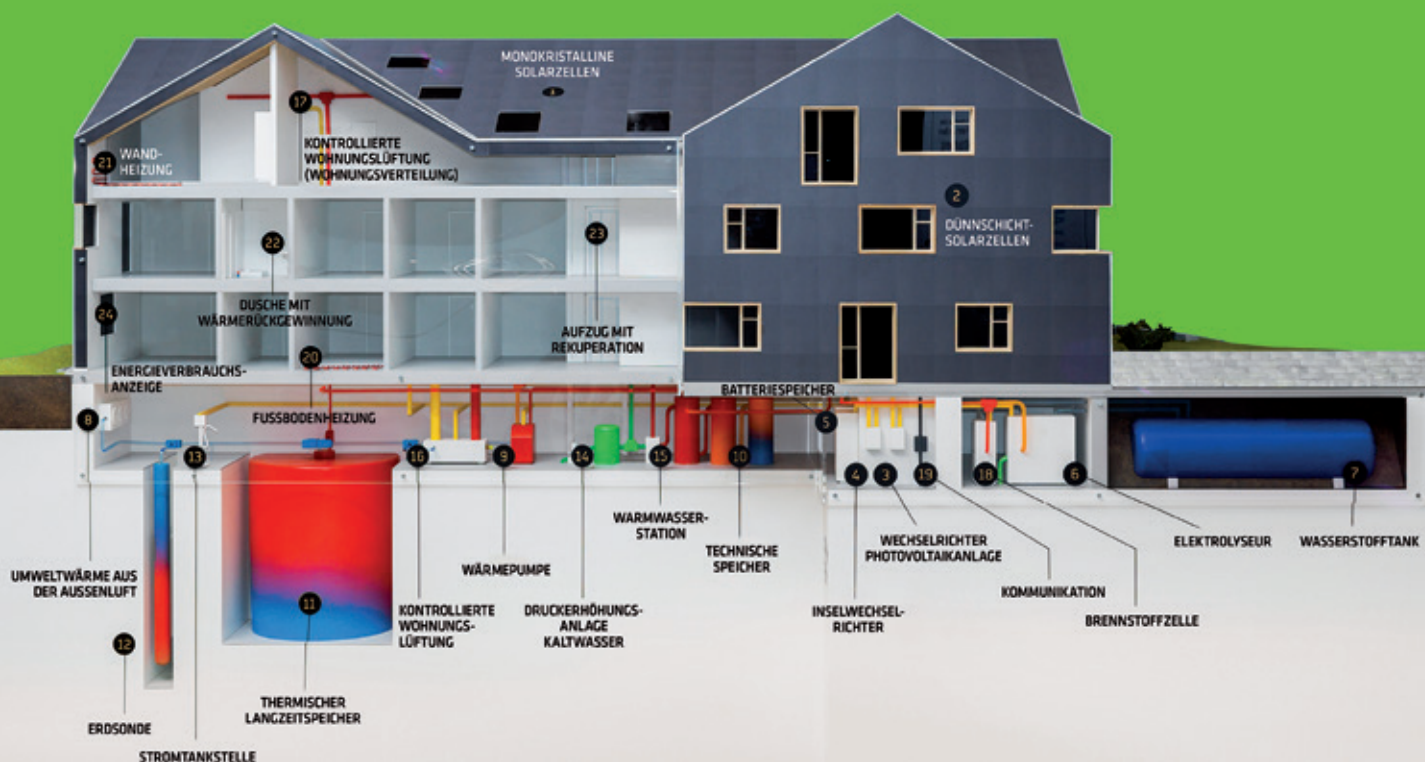 MONOKRISTALLINE
SOLARZELLEN
1
17
KONTROLLIERTE
WOHNUNGSLÜFTUNG
(WOHNUNGSVERTEILUNG)
21
WAND-
HEIZUNG
2
DÜNNSCHICHT-
SOLARZELLEN
22
DUSCHE MIT
WÄRMERÜCKGEWINNUNG
23
AUFZUG MIT
REKUPERATION
24
ENERGIEVERBRAUCHS-
ANZEIGE
20
FUSSBODENHEIZUNG
BATTERIESPEICHER
5
8
UMWELTWÄRME AUS
DER AUSSENLUFT
13
STROMTANKSTELLE
16
KONTROLLIERTE
WOHNUNGS-
LÜFTUNG
9
WÄRMEPUMPE
14
DRUCKERHÖHUNGS-
ANLAGE
KALTWASSER
15
WARMWASSER-
STATION
10
TECHNISCHE
SPEICHER
4
INSELWECHSEL-
RICHTER
3
WECHSELRICHTER
PHOTOVOLTAIKANLAGE
19
KOMMUNIKATION
18
BRENNSTOFFZELLE
6
ELEKTROLYSEUR
7
WASSERSTOFFTANK
11
THERMISCHER
LANGZEITSPEICHER
12
ERDSONDE